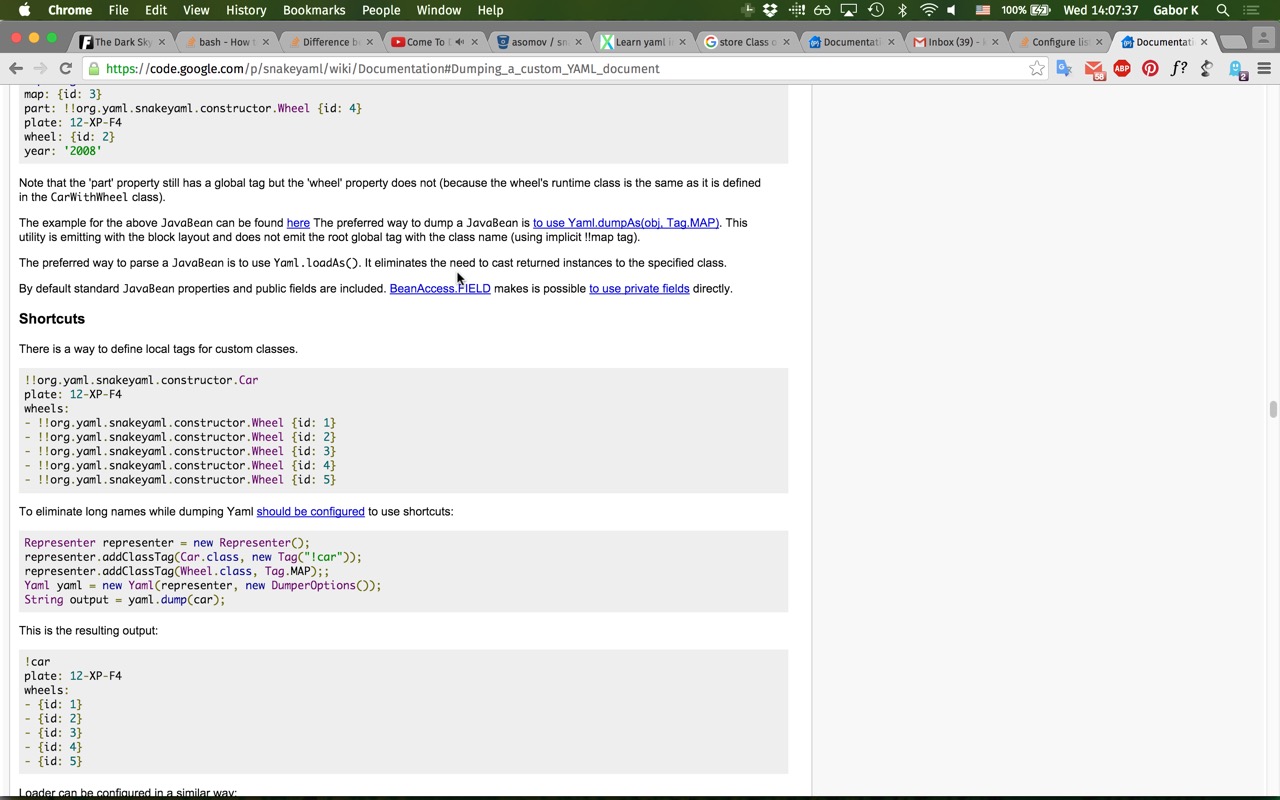 Chrome File Edit View History Bookmarks People Window Help 100% Wed 14:07:37 Gabor K
The Dark Sky bash - How t Difference be Come To asomov / sn Learn yaml i store Class o Documentati Inbox (39) - k Configure lis Documentati
https://code.google.com/p/snakeyaml/wiki/Documentation#Dumping_a_custom_YAML_document 58 ABP f? 2
map: {id: 3}
part: !!org.yaml.snakeyaml.constructor.Wheel {id: 4}
plate: 12-XP-F4
wheel: {id: 2}
year: '2008'
Note that the 'part' property still has a global tag but the 'wheel' property does not (because the wheel's runtime class is the same as it is defined
in the CarWithWheel class).
The example for the above JavaBean can be found here The preferred way to dump a JavaBean is to use Yaml.dumpAs(obj, Tag.MAP). This
utility is emitting with the block layout and does not emit the root global tag with the class name (using implicit !!map tag).
The preferred way to parse a JavaBean is to use Yaml.loadAs(). It eliminates the need to cast returned instances to the specified class.
By default standard JavaBean properties and public fields are included. BeanAccess.FIELD makes is possible to use private fields directly.
Shortcuts
There is a way to define local tags for custom classes.
!!org.yaml.snakeyaml.constructor.Car
plate: 12-XP-F4
wheels:
- !!org.yaml.snakeyaml.constructor.Wheel {id: 1}
- !!org.yaml.snakeyaml.constructor.Wheel {id: 2}
- !!org.yaml.snakeyaml.constructor.Wheel {id: 3}
- !!org.yaml.snakeyaml.constructor.Wheel {id: 4}
- !!org.yaml.snakeyaml.constructor.Wheel {id: 5}
To eliminate long names while dumping Yaml should be configured to use shortcuts:
Representer representer = new Representer();
representer.addClassTag(Car.class, new Tag("!car"));
representer.addClassTag(Wheel.class, Tag.MAP);;
Yaml yaml = new Yaml(representer, new DumperOptions());
String output = yaml.dump(car);
This is the resulting output:
!car
plate: 12-XP-F4
wheels:
- {id: 1}
- {id: 2}
- {id: 3}
- {id: 4}
- {id: 5}
Loader can be configured in a similar way: